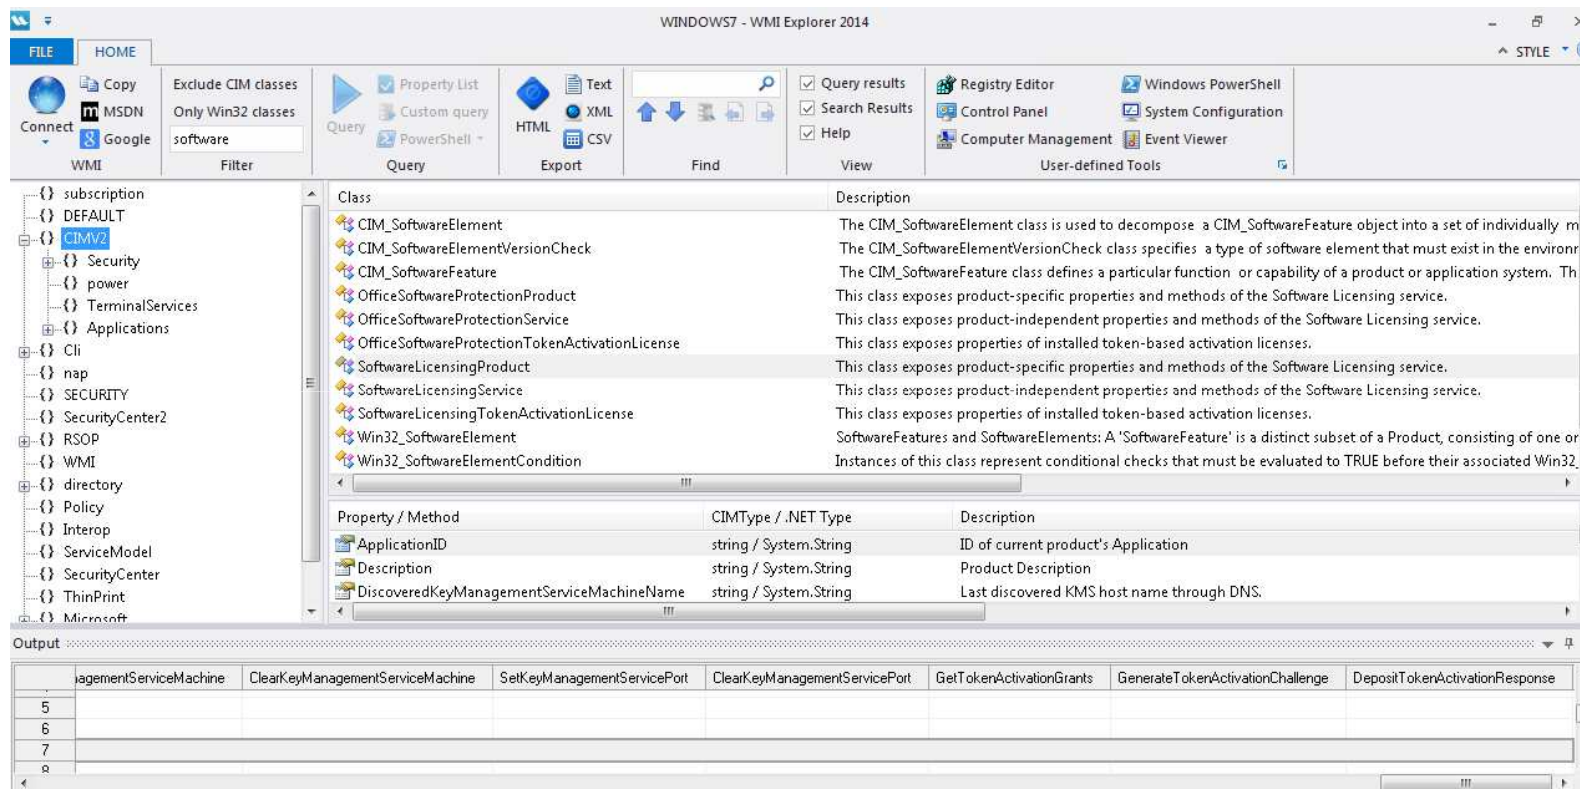 WINDOWS7 - WMI Explorer 2014
FILE HOME STYLE
Copy Exclude CIM classes Property List Text Query results Registry Editor Windows PowerShell
MSDN Only Win32 classes Custom query XML Search Results Control Panel System Configuration
Connect Google software Query PowerShell HTML CSV Help Computer Management Event Viewer
WMI Filter Query Export Find View User-defined Tools
{} subscription
{} DEFAULT
{} CIMV2
{} Security
{} power
{} TerminalServices
{} Applications
{} Cli
{} nap
{} SECURITY
{} SecurityCenter2
{} RSOP
{} WMI
{} directory
{} Policy
{} Interop
{} ServiceModel
{} SecurityCenter
{} ThinPrint
{} Microsoft
Class Description
CIM_SoftwareElement The CIM_SoftwareElement class is used to decompose a CIM_SoftwareFeature object into a set of individually m
CIM_SoftwareElementVersionCheck The CIM_SoftwareElementVersionCheck class specifies a type of software element that must exist in the environr
CIM_SoftwareFeature The CIM_SoftwareFeature class defines a particular function or capability of a product or application system. Th
OfficeSoftwareProtectionProduct This class exposes product-specific properties and methods of the Software Licensing service.
OfficeSoftwareProtectionService This class exposes product-independent properties and methods of the Software Licensing service.
OfficeSoftwareProtectionTokenActivationLicense This class exposes properties of installed token-based activation licenses.
SoftwareLicensingProduct This class exposes product-specific properties and methods of the Software Licensing service.
SoftwareLicensingService This class exposes product-independent properties and methods of the Software Licensing service.
SoftwareLicensingTokenActivationLicense This class exposes properties of installed token-based activation licenses.
Win32_SoftwareElement SoftwareFeatures and SoftwareElements: A 'SoftwareFeature' is a distinct subset of a Product, consisting of one or
Win32_SoftwareElementCondition Instances of this class represent conditional checks that must be evaluated to TRUE before their associated Win32_
Property / Method CIMType / .NET Type Description
ApplicationID string / System.String ID of current product's Application
Description string / System.String Product Description
DiscoveredKeyManagementServiceMachineName string / System.String Last discovered KMS host name through DNS.
Output
agementServiceMachine ClearKeyManagementServiceMachine SetKeyManagementServicePort ClearKeyManagementServicePort GetTokenActivationGrants GenerateTokenActivationChallenge DepositTokenActivationResponse
5
6
7
8